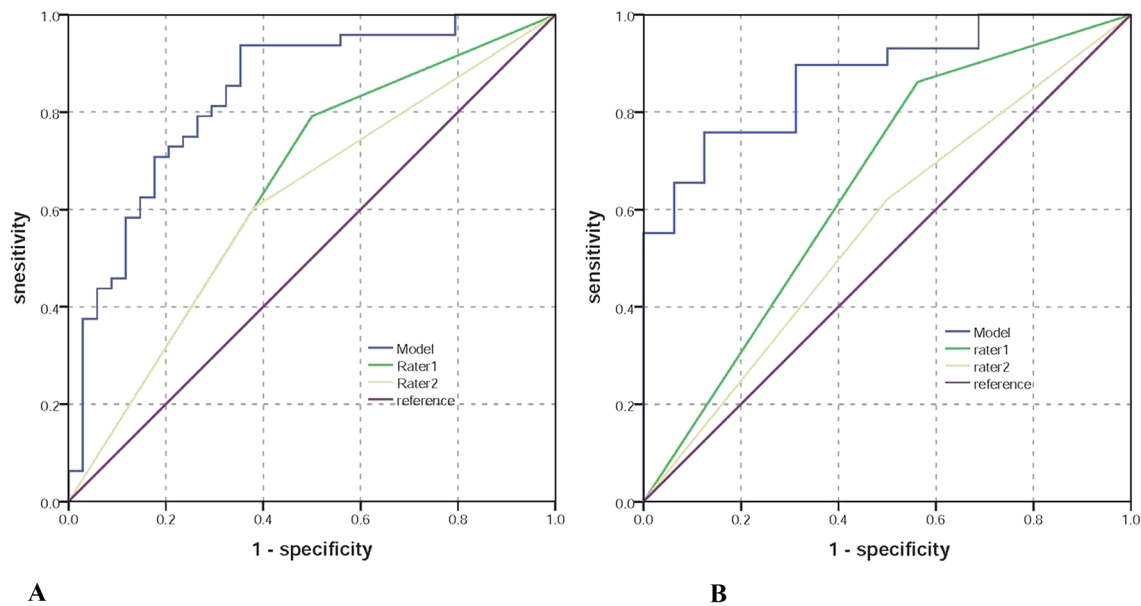 1.0
0.8
0.6
0.4
0.2
0.0
snesitivity
Model
Rater1
Rater2
reference
0.0 0.2 0.4 0.6 0.8 1.0
1 - specificity
A
1.0
0.8
0.6
0.4
0.2
0.0
sensitivity
Model
rater1
rater2
reference
0.0 0.2 0.4 0.6 0.8 1.0
1 - specificity
B